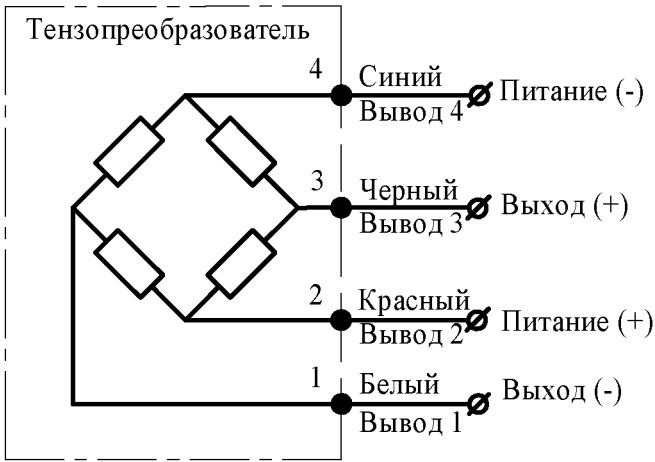 Тензопреобразователь
4 Синий
Вывод 4
Питание (-)
3 Черный
Вывод 3
Выход (+)
2 Красный
Вывод 2
Питание (+)
1 Белый
Вывод 1
Выход (-)